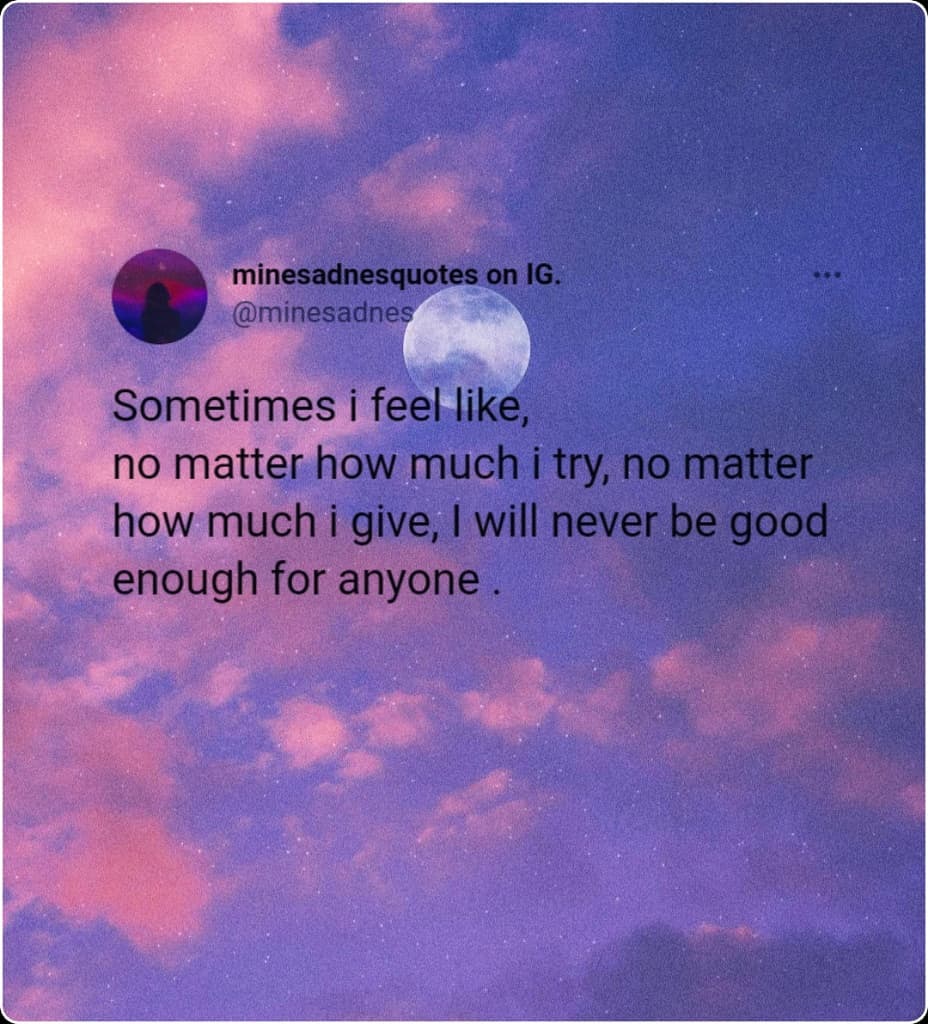 minesadnesquotes on IG.
@minesadnes
Sometimes i feel like,
no matter how much i try, no matter
how much i give, I will never be good
enough for anyone .